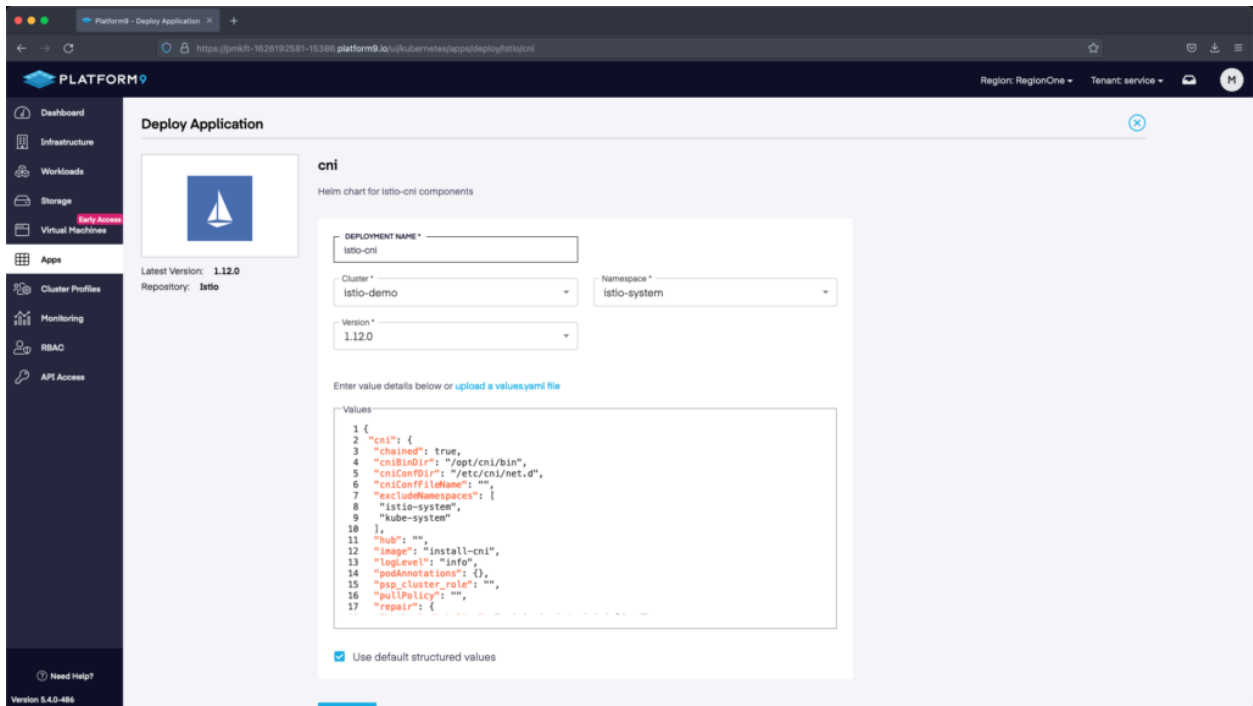 Platform9 - Deploy Application
https://pmkft-1626192581-15386.platform9.io/ui/kubernetes/apps/deploy/Istio/cni
PLATFORM9
Region: RegionOne
Tenant: service
M
Dashboard
Infrastructure
Workloads
Storage
Early Access
Virtual Machines
Apps
Cluster Profiles
Monitoring
RBAC
API Access
Need Help?
Version 5.4.0-486
Deploy Application
Latest Version: 1.12.0
Repository: Istio
cni
Helm chart for istio-cni components
DEPLOYMENT NAME *
istio-cni
Cluster *
istio-demo
Namespace *
istio-system
Version *
1.12.0
Enter value details below or upload a values.yaml file
Values
1 {
2 "cni": {
3 "chained": true,
4 "cniBinDir": "/opt/cni/bin",
5 "cniConfDir": "/etc/cni/net.d",
6 "cniConfFileName": "",
7 "excludeNamespaces": [
8 "istio-system",
9 "kube-system"
10 ],
11 "hub": "",
12 "image": "install-cni",
13 "logLevel": "info",
14 "podAnnotations": {},
15 "psp_cluster_role": "",
16 "pullPolicy": "",
17 "repair": {
Use default structured values